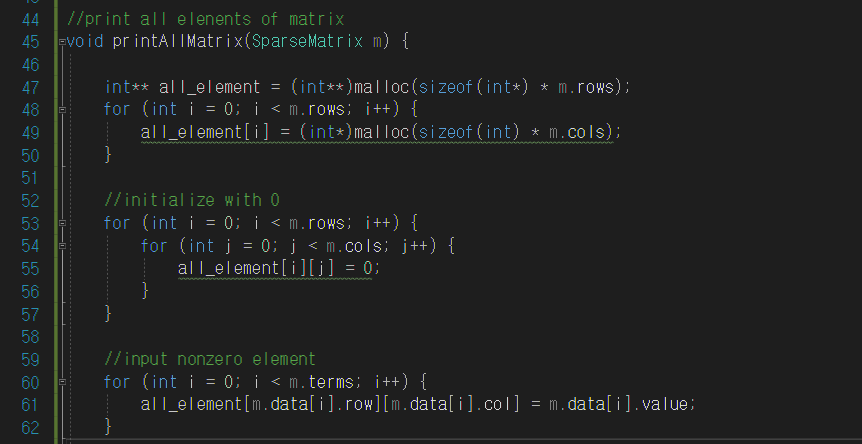 44 //print all elenents of matrix
45 void printAllMatrix(SparseMatrix m) {
46
47 int** all_element = (int**)malloc(sizeof(int*) * m.rows);
48 for (int i = 0; i < m.rows; i++) {
49 all_element[i] = (int*)malloc(sizeof(int) * m.cols);
50 }
51
52 //initialize with 0
53 for (int i = 0; i < m.rows; i++) {
54 for (int j = 0; j < m.cols; j++) {
55 all_element[i][j] = 0;
56 }
57 }
58
59 //input nonzero element
60 for (int i = 0; i < m.terms; i++) {
61 all_element[m.data[i].row][m.data[i].col] = m.data[i].value;
62 }